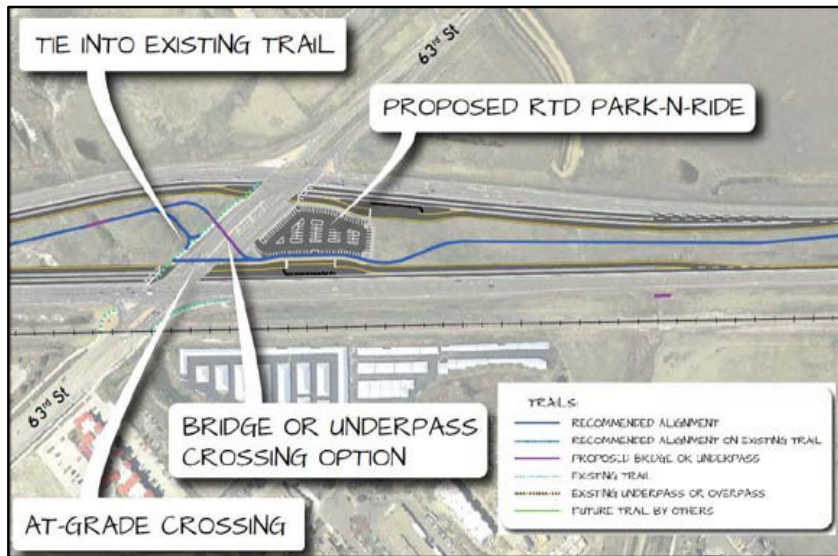 TIE INTO EXISTING TRAIL
63rd St
PROPOSED RTD PARK-N-RIDE
63rd St
BRIDGE OR UNDERPASS
CROSSING OPTION
AT-GRADE CROSSING
TRAILS:
RECOMMENDED ALIGNMENT
RECOMMENDED ALIGNMENT ON EXISTING TRAIL
PROPOSED BRIDGE OR UNDERPASS
EXISTING TRAIL
EXISTING UNDERPASS OR OVERPASS
FUTURE TRAIL BY OTHERS